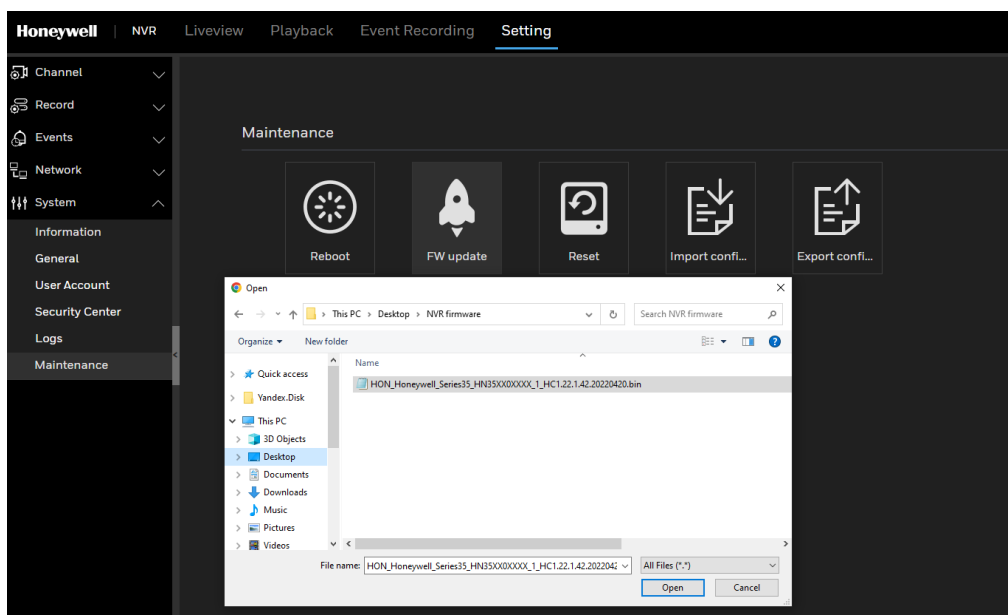 Honeywell | NVR Liveview Playback Event Recording Setting
Channel
Record
Events
Network
System
Information
General
User Account
Security Center
Logs
Maintenance
Maintenance
Reboot FW update Reset Import confi... Export confi...
Open
This PC > Desktop > NVR firmware Search NVR firmware
Organize New folder
Name
Quick access
Yandex.Disk
This PC
3D Objects
Desktop
Documents
Downloads
Music
Pictures
Videos
HON_Honeywell_Series35_HN35XX0XXXX_1_HC1.22.1.42.20220420.bin
File name: HON_Honeywell_Series35_HN35XX0XXXX_1_HC1.22.1.42.2022042 All Files (*.*)
Open Cancel